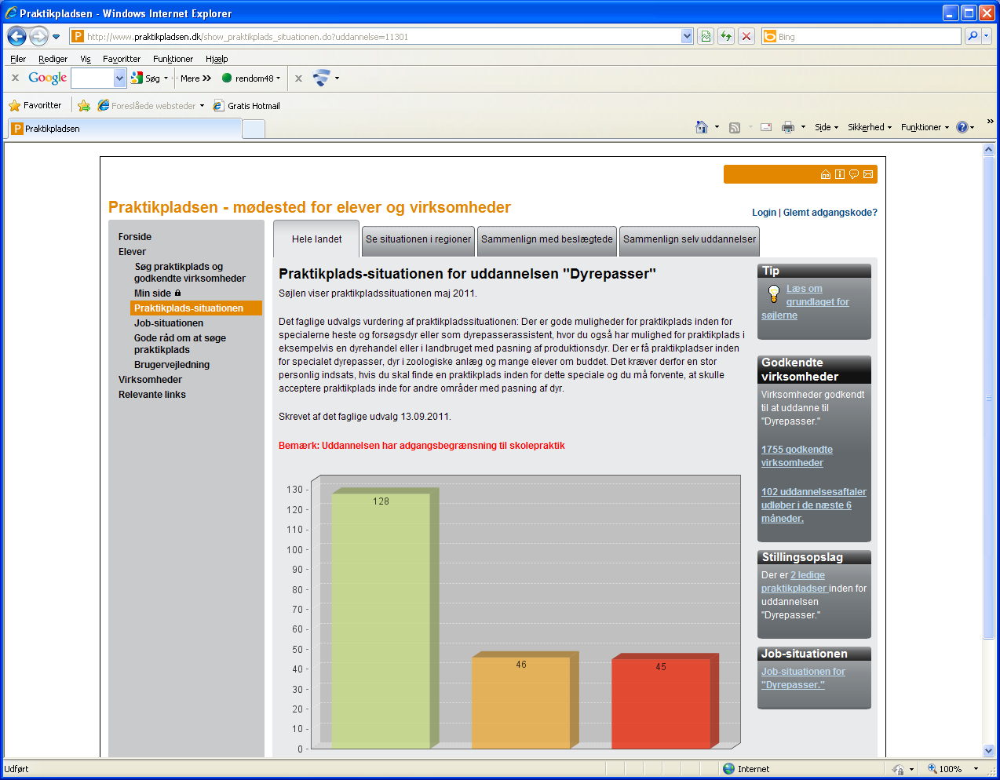 Praktikpladsen - Windows Internet Explorer
http://www.praktikpladsen.dk/show_praktikplads_situationen.do?uddannelse=11301
Bing
Filer Rediger Vis Favoritter Funktioner Hjælp
x Google Søg Mere >> rendom48 x
Favoritter Foreslåede websteder Gratis Hotmail
Praktikpladsen
Side Sikkerhed Funktioner >>
Praktikpladsen - mødested for elever og virksomheder
Login | Glemt adgangskode?
Forside
Elever
Søg praktikplads og
godkendte virksomheder
Min side
Praktikplads-situationen
Job-situationen
Gode råd om at søge
praktikplads
Brugervejledning
Virksomheder
Relevante links
Hele landet Se situationen i regioner Sammenlign med beslægtede Sammenlign selv uddannelser
Praktikplads-situationen for uddannelsen "Dyrepasser"
Søjlen viser praktikpladssituationen maj 2011.
Det faglige udvalgs vurdering af praktikpladssituationen: Der er gode muligheder for praktikplads inden for
specialerne heste og forsøgsdyr eller som dyrepasserassistent, hvor du også har mulighed for praktikplads i
eksempelvis en dyrehandel eller i landbruget med pasning af produktionsdyr. Der er få praktikpladser inden
for specialet dyrepasser, dyr i zoologiske anlæg og mange elever om buddet. Det kræver derfor en stor
personlig indsats, hvis du skal finde en praktikplads inden for dette speciale og du må forvente, at skulle
acceptere praktikplads inde for andre områder med pasning af dyr.
Skrevet af det faglige udvalg 13.09.2011.
Bemærk: Uddannelsen har adgangsbegrænsning til skolepraktik
130
120
110
100
90
80
70
60
50
40
30
20
10
0
128
46
45
Tip
Læs om
grundlaget for
søjlerne
Godkendte
virksomheder
Virksomheder godkendt
til at uddanne til
"Dyrepasser."
1755 godkendte
virksomheder
102 uddannelsesaftaler
udløber i de næste 6
måneder.
Stillingsopslag
Der er 2 ledige
praktikpladser inden for
uddannelsen
"Dyrepasser."
Job-situationen
Job-situationen for
"Dyrepasser."
Udført
Internet
100%